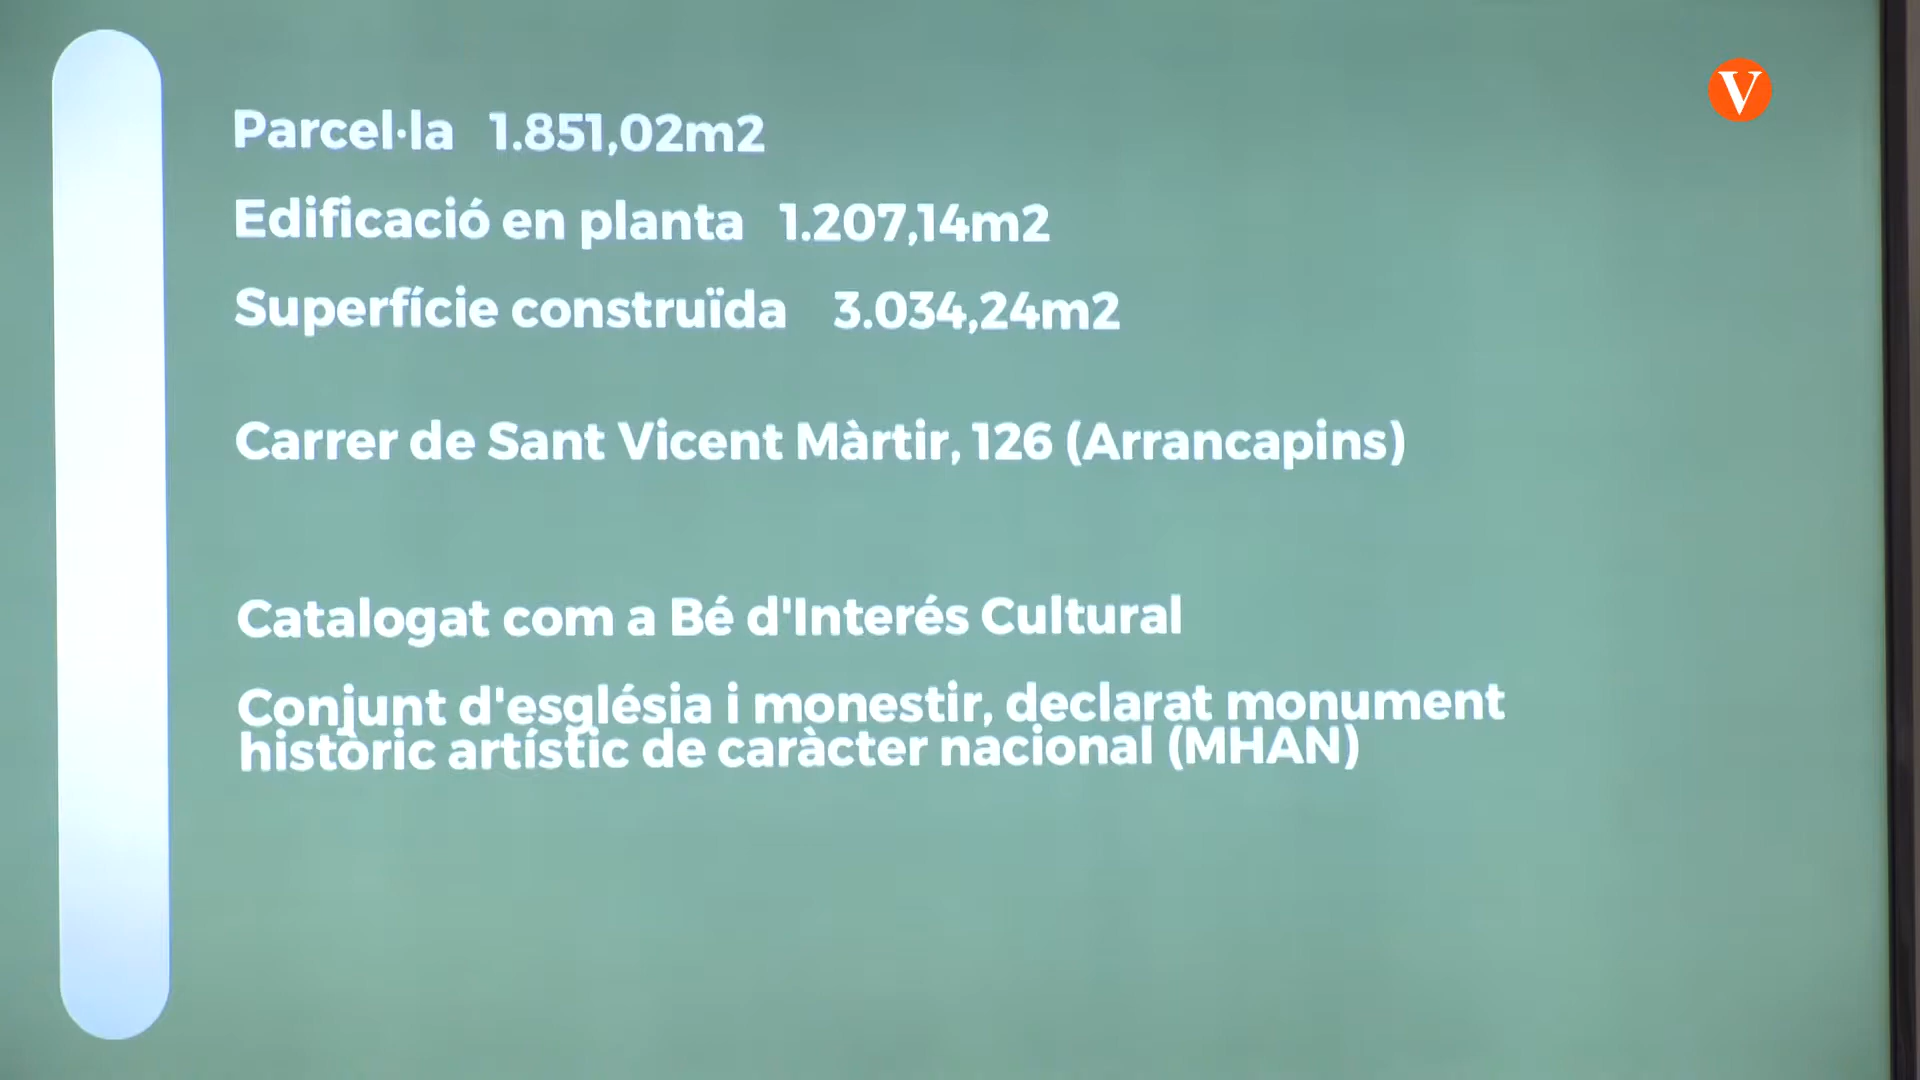 V
Parcel·la 1.851,02m2
Edificació en planta 1.207,14m2
Superfície construïda 3.034,24m2
Carrer de Sant Vicent Màrtir, 126 (Arrancapins)
Catalogat com a Bé d'Interés Cultural
Conjunt d'església i monestir, declarat monument
històric artístic de caràcter nacional (MHAN)